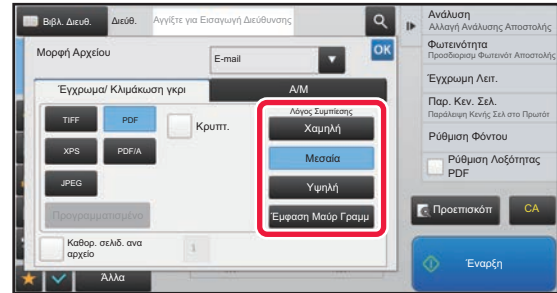 Βιβλ. Διευθ.
Διεύθ.
Αγγίξτε για Εισαγωγή Διεύθυνσης
Μορφή Αρχείου
E-mail
OK
Έγχρωμα/ Κλιμάκωση γκρι
Α/Μ
TIFF
PDF
Κρυπτ.
XPS
PDF/A
JPEG
Προγραμματισμένο
Καθορ. σελιδ. ανα
αρχείο
1
Λόγος Συμπίεσης
Χαμηλή
Μεσαία
Υψηλή
Έμφαση Μαύρ Γραμμ
Άλλα
Ανάλυση
Αλλαγή Ανάλυσης Αποστολής
Φωτεινότητα
Προσδιορισμ Φωτεινότ Αποστολής
Έγχρωμη Λειτ.
Παρ. Κεν. Σελ.
Παράλειψη Κενής Σελ στο Πρωτότ
Ρύθμιση Φόντου
Ρύθμιση Λοξότητας
PDF
Προεπισκόπ
CA
Έναρξη